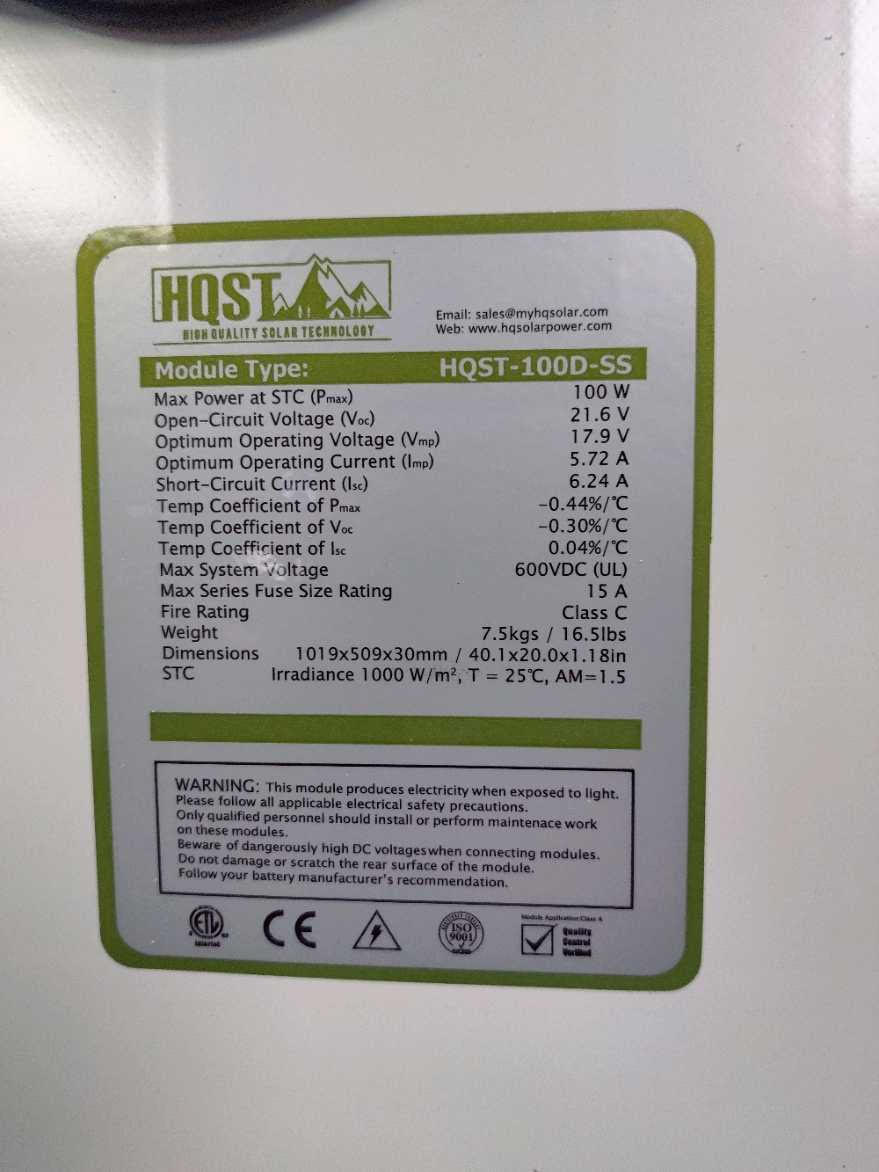 HQST
HIGH QUALITY SOLAR TECHNOLOGY
Email: sales@myhqsolar.com
Web: www.hqsolarpower.com
Module Type: HQST-100D-SS
Max Power at STC (Pmax) 100 W
Open-Circuit Voltage (Voc) 21.6 V
Optimum Operating Voltage (Vmp) 17.9 V
Optimum Operating Current (Imp) 5.72 A
Short-Circuit Current (Isc) 6.24 A
Temp Coefficient of Pmax -0.44%/℃
Temp Coefficient of Voc -0.30%/℃
Temp Coefficient of Isc 0.04%/℃
Max System Voltage 600VDC (UL)
Max Series Fuse Size Rating 15 A
Fire Rating Class C
Weight 7.5kgs / 16.5lbs
Dimensions 1019x509x30mm / 40.1x20.0x1.18in
STC Irradiance 1000 W/m², T = 25℃, AM=1.5
WARNING: This module produces electricity when exposed to light.
Please follow all applicable electrical safety precautions.
Only qualified personnel should install or perform maintenace work
on these modules.
Beware of dangerously high DC voltages when connecting modules.
Do not damage or scratch the rear surface of the module.
Follow your battery manufacturer's recommendation.
ETL
Intertek
CE
ISO
9001
Module Application:Class A
Quality
Control
Verified